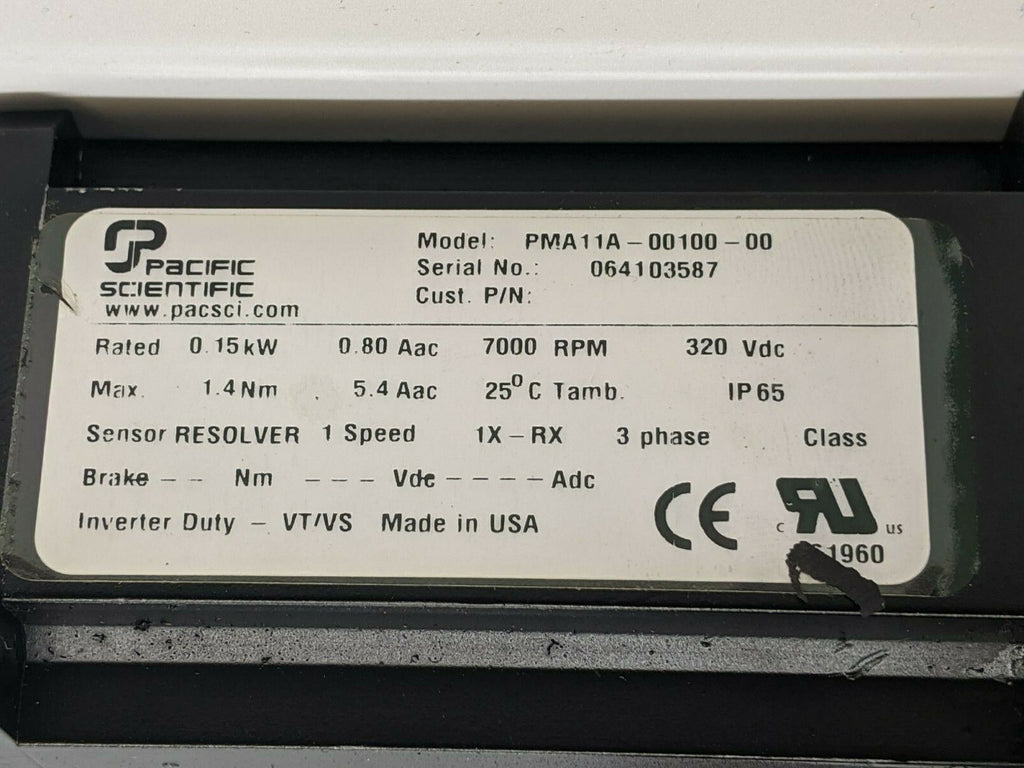 PACIFIC
SCIENTIFIC
www.pacsci.com
Model: PMA11A-00100-00
Serial No.: 064103587
Cust. P/N:
Rated 0.15kW 0.80 Aac 7000 RPM 320 Vdc
Max. 1.4Nm 5.4 Aac 25° C Tamb. IP65
Sensor RESOLVER 1 Speed 1X-RX 3 phase Class
Brake -- Nm --- Vdc ---- Adc
Inverter Duty - VT/VS Made in USA
CE
c RU us
1960